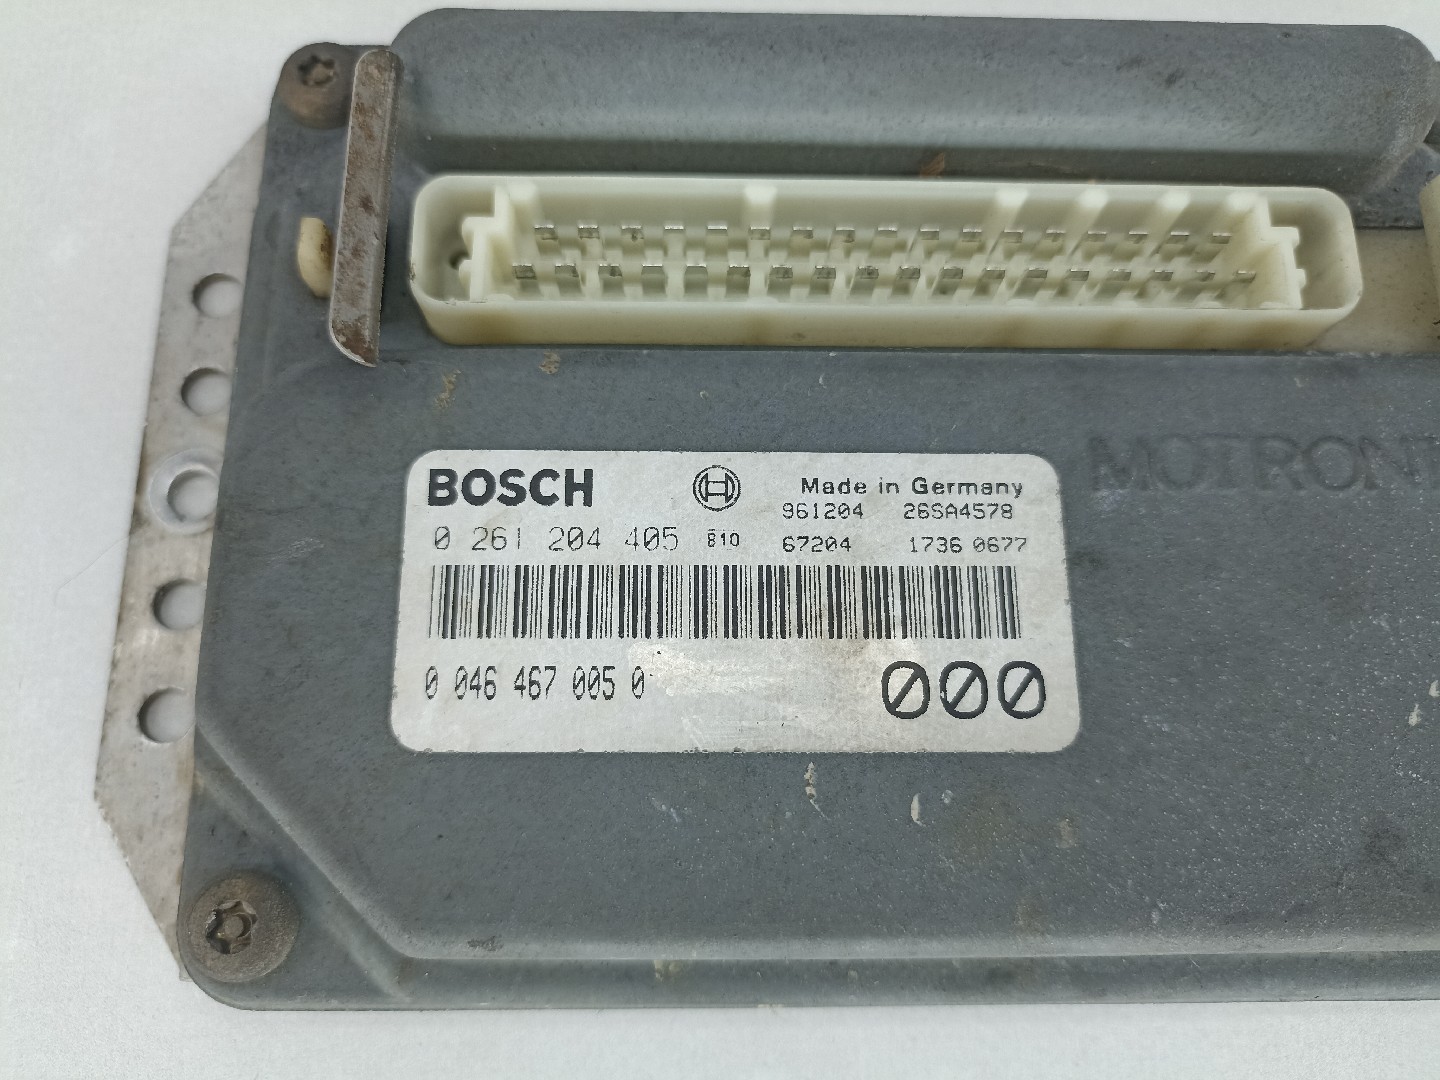 BOSCH Made in Germany
961204 26SA4578
0 261 204 405 810 67204 1736 0677
0 046 467 005 0 000
MOTRON